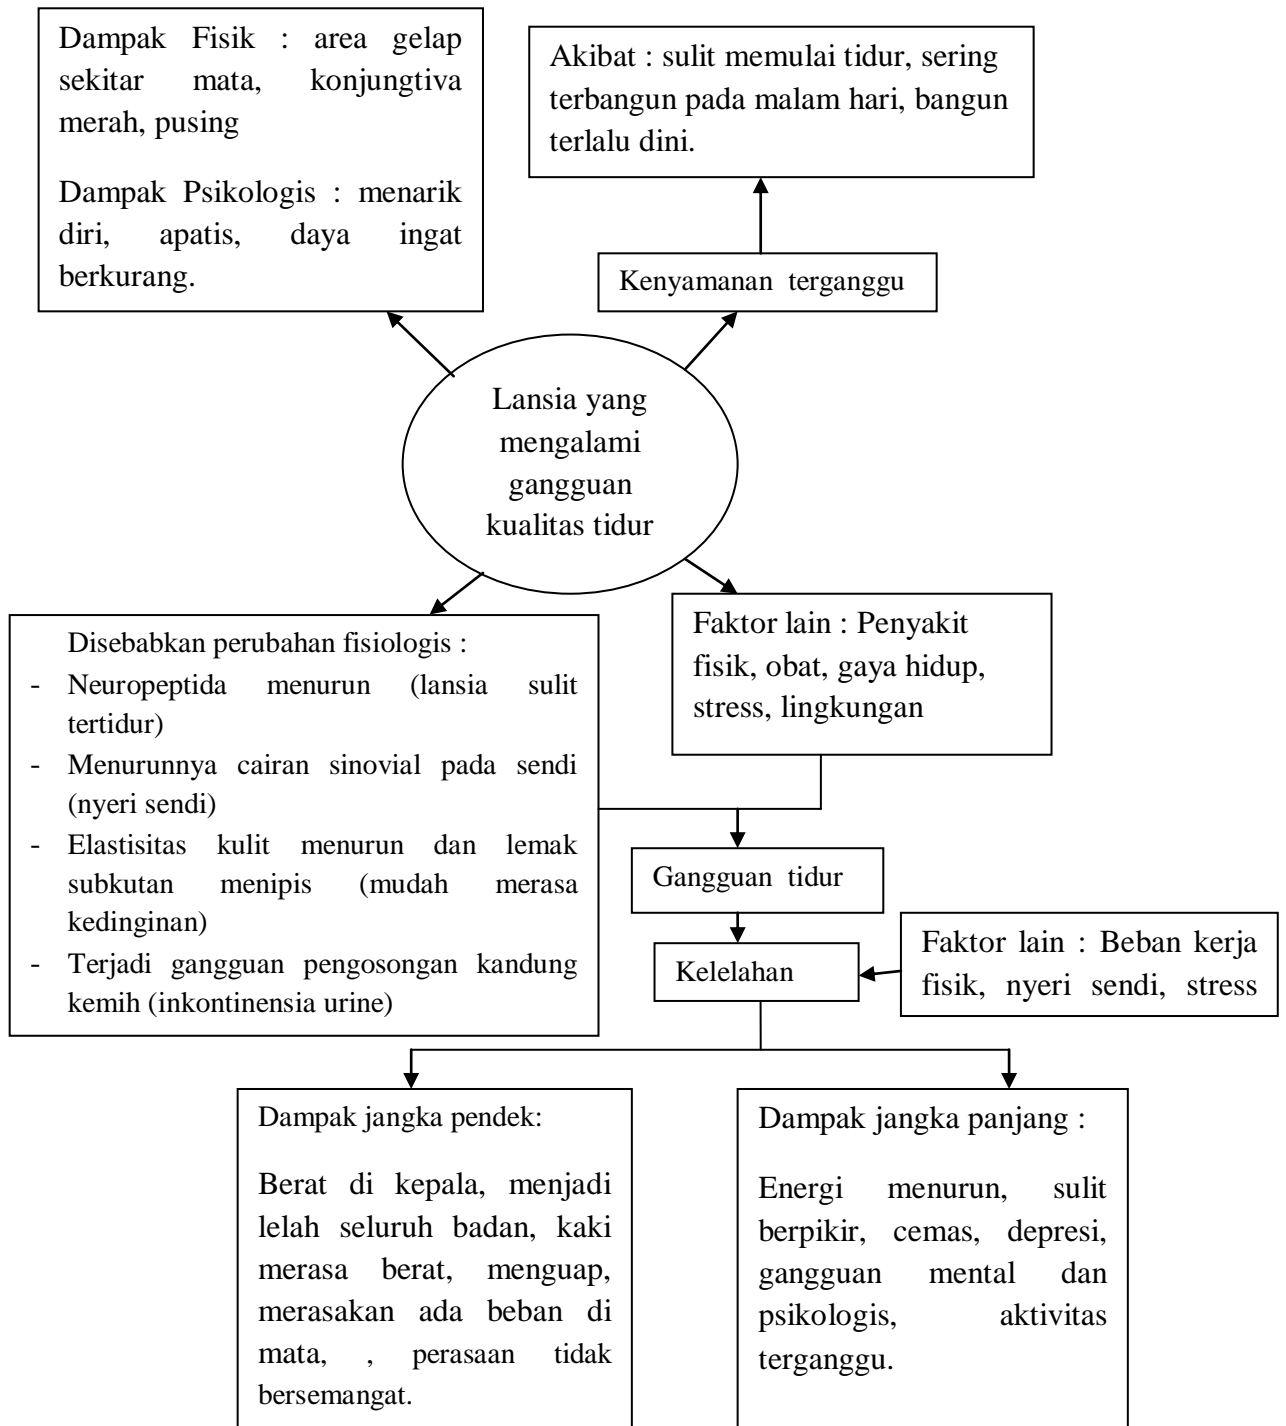 Dampak Fisik : area gelap
sekitar mata, konjungtiva
merah, pusing
Dampak Psikologis : menarik
diri, apatis, daya ingat
berkurang.
Akibat : sulit memulai tidur, sering
terbangun pada malam hari, bangun
terlalu dini.
Kenyamanan terganggu
Lansia yang
mengalami
gangguan
kualitas tidur
Disebabkan perubahan fisiologis :
- Neuropeptida menurun (lansia sulit
tertidur)
- Menurunnya cairan sinovial pada sendi
(nyeri sendi)
- Elastisitas kulit menurun dan lemak
subkutan menipis (mudah merasa
kedinginan)
- Terjadi gangguan pengosongan kandung
kemih (inkontinensia urine)
Faktor lain : Penyakit
fisik, obat, gaya hidup,
stress, lingkungan
Gangguan tidur
Kelelahan
Faktor lain : Beban kerja
fisik, nyeri sendi, stress
Dampak jangka pendek:
Berat di kepala, menjadi
lelah seluruh badan, kaki
merasa berat, menguap,
merasakan ada beban di
mata, , perasaan tidak
bersemangat.
Dampak jangka panjang :
Energi menurun, sulit
berpikir, cemas, depresi,
gangguan mental dan
psikologis, aktivitas
terganggu.